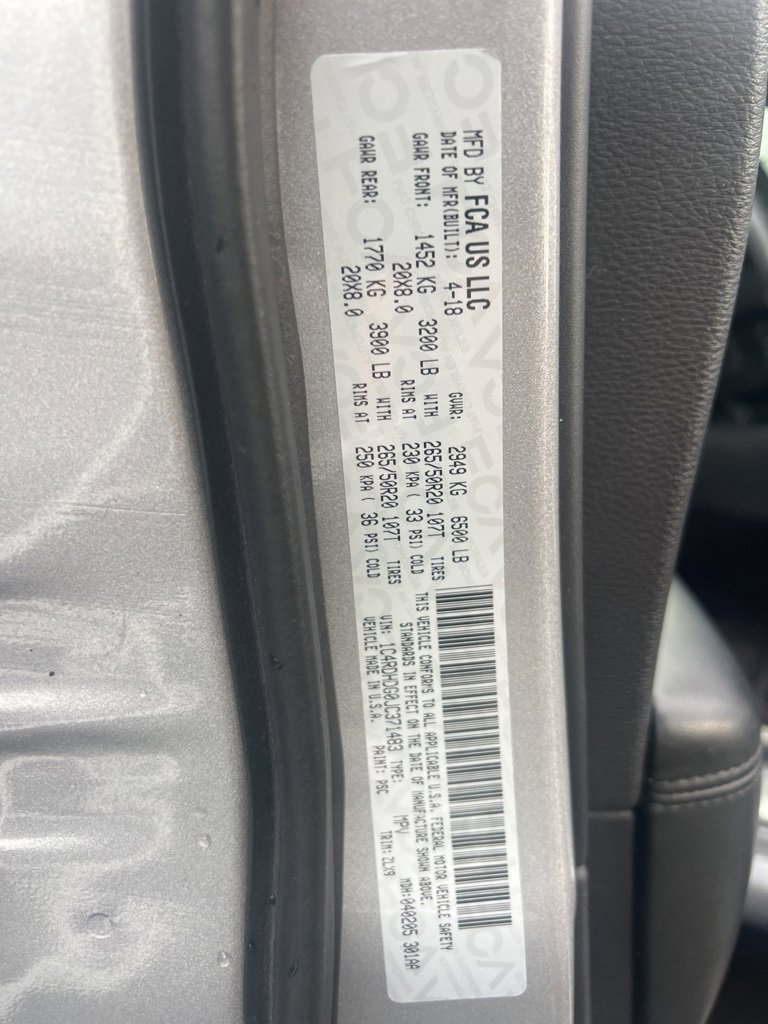 MFD BY FCA US LLC
DATE OF MFR(BUILT): 4-18 GVWR: 2949 KG 6500 LB
GAWR FRONT: 1452 KG 3200 LB WITH 265/50R20 107T TIRES
20X8.0 RIMS AT 230 KPA( 33 PSI) COLD
GAWR REAR: 1770 KG 3900 LB WITH 265/50R20 107T TIRES
20X8.0 RIMS AT 250 KPA( 36 PSI) COLD
THIS VEHICLE CONFORMS TO ALL APPLICABLE U.S.A. FEDERAL MOTOR VEHICLE SAFETY
STANDARDS IN EFFECT ON THE DATE OF MANUFACTURE SHOWN ABOVE.
VIN: 1C4RDHDG0JC371483 TYPE: MPV MDH:040205 301AA
VEHICLE MADE IN U.S.A. PAINT: PSC TRIM: ZLX9